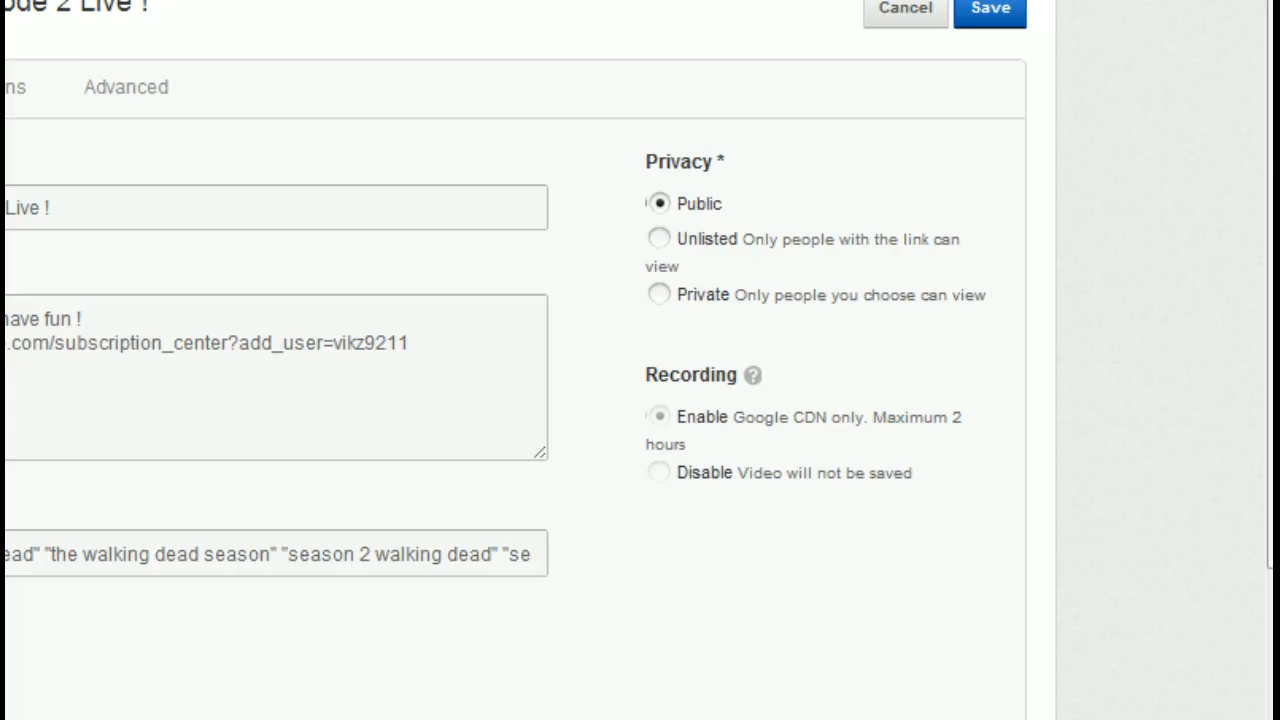 ode 2 Live !
Cancel Save
ns Advanced
Privacy *
Public
Live !
Unlisted Only people with the link can
view
Private Only people you choose can view
have fun !
.com/subscription_center?add_user=vikz9211
Recording ?
Enable Google CDN only. Maximum 2
hours
Disable Video will not be saved
ead" "the walking dead season" "season 2 walking dead" "se